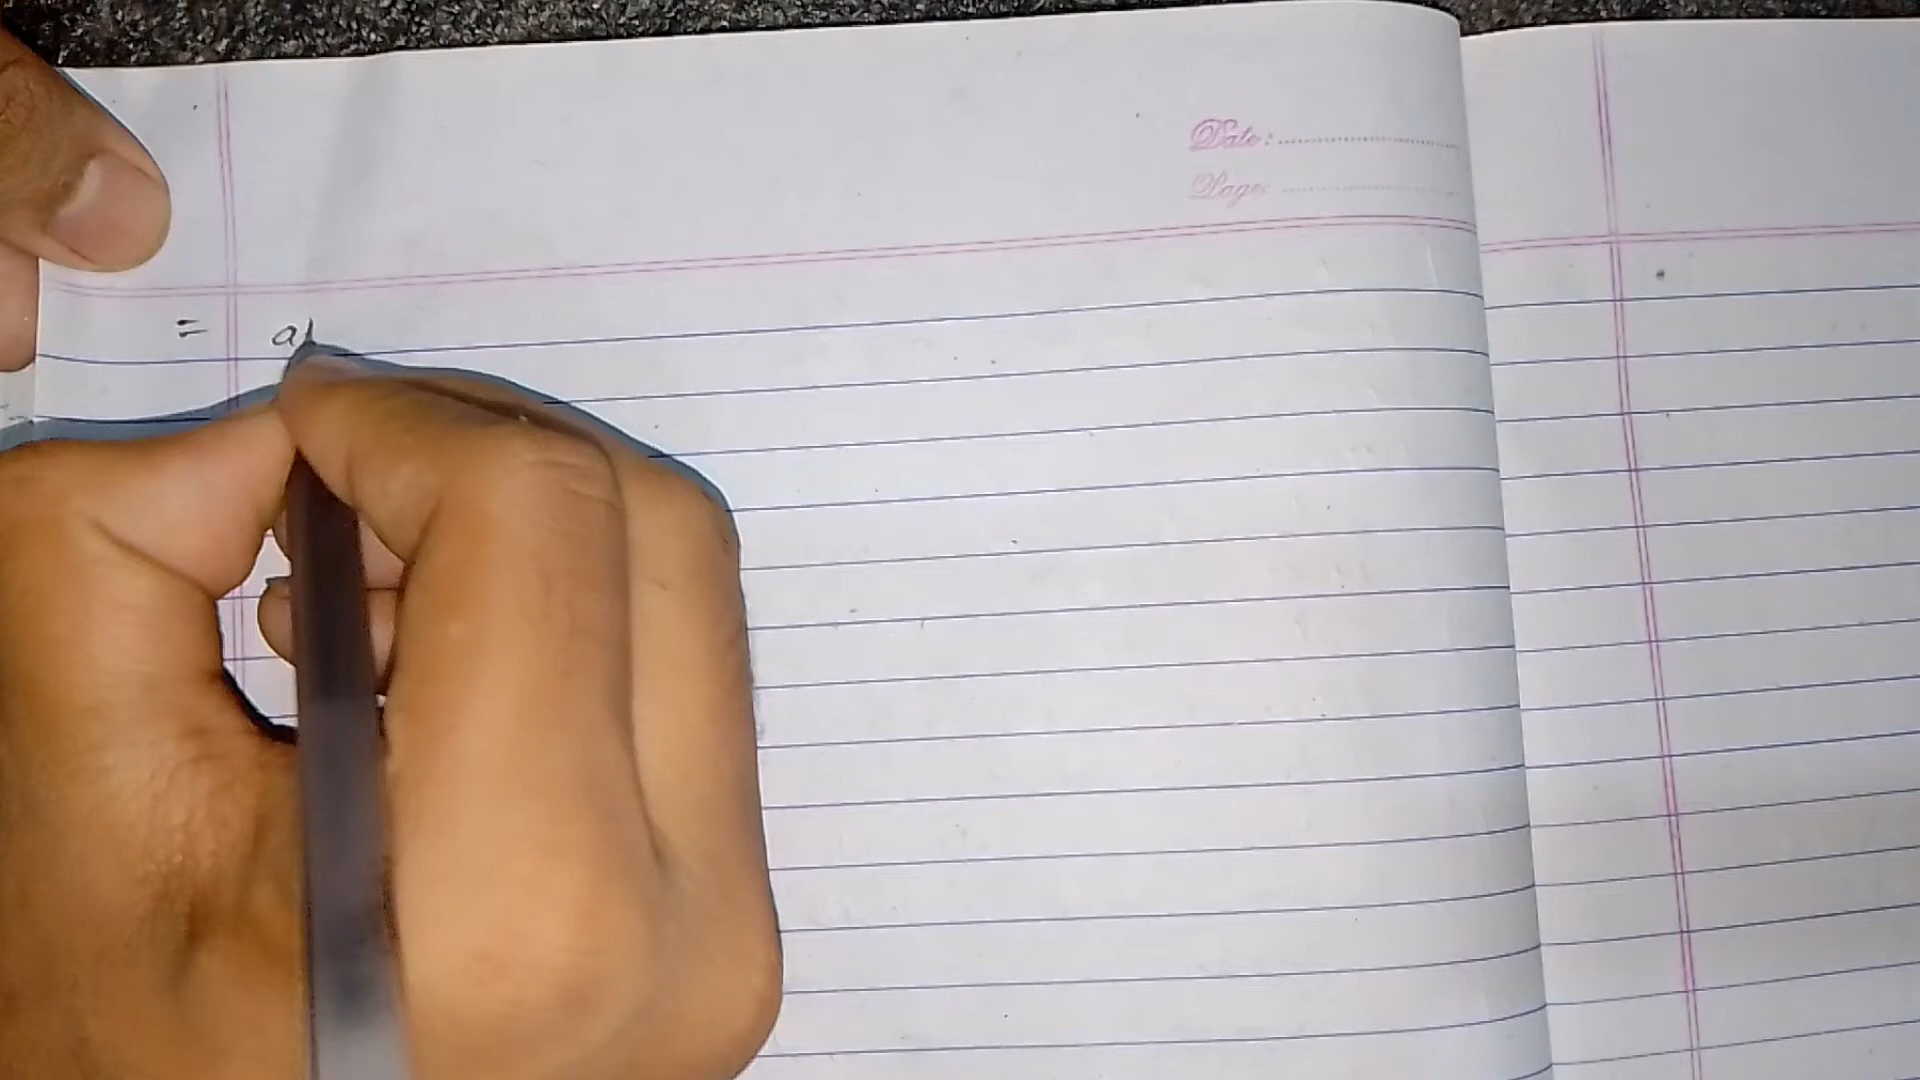 Date :
Page:
= a